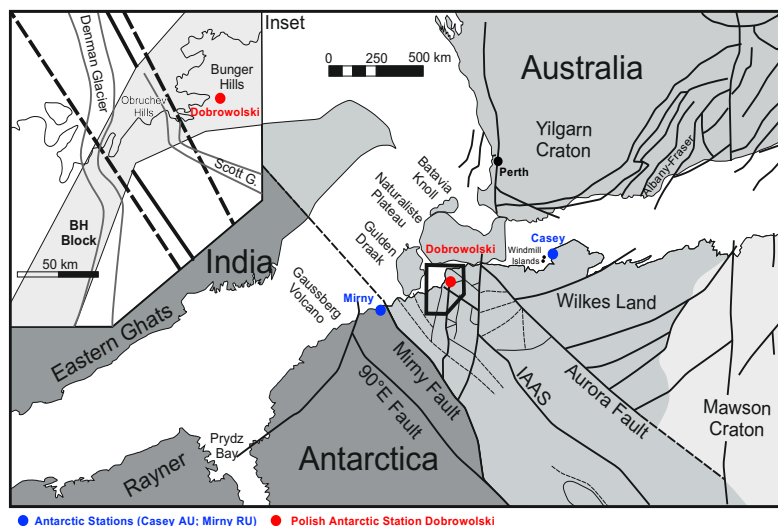 Inset
0 250 500 km
Denman Glacier
Bunger
Hills
Dobrowolski
Obruchev
Hills
Scott G.
BH
Block
50 km
Australia
Yilgarn
Craton
Perth
Albany-Fraser
Batavia
Knoll
Naturaliste
Plateau
Gulden
Draak
Dobrowolski
Casey
Windmill
Islands
India
Eastern Ghats
Gaussberg
Volcano
Mirny
Wilkes Land
Mirny Fault
90°E Fault
IAAS
Aurora Fault
Mawson
Craton
Prydz
Bay
Rayner
Antarctica
Antarctic Stations (Casey AU; Mirny RU)
Polish Antarctic Station Dobrowolski